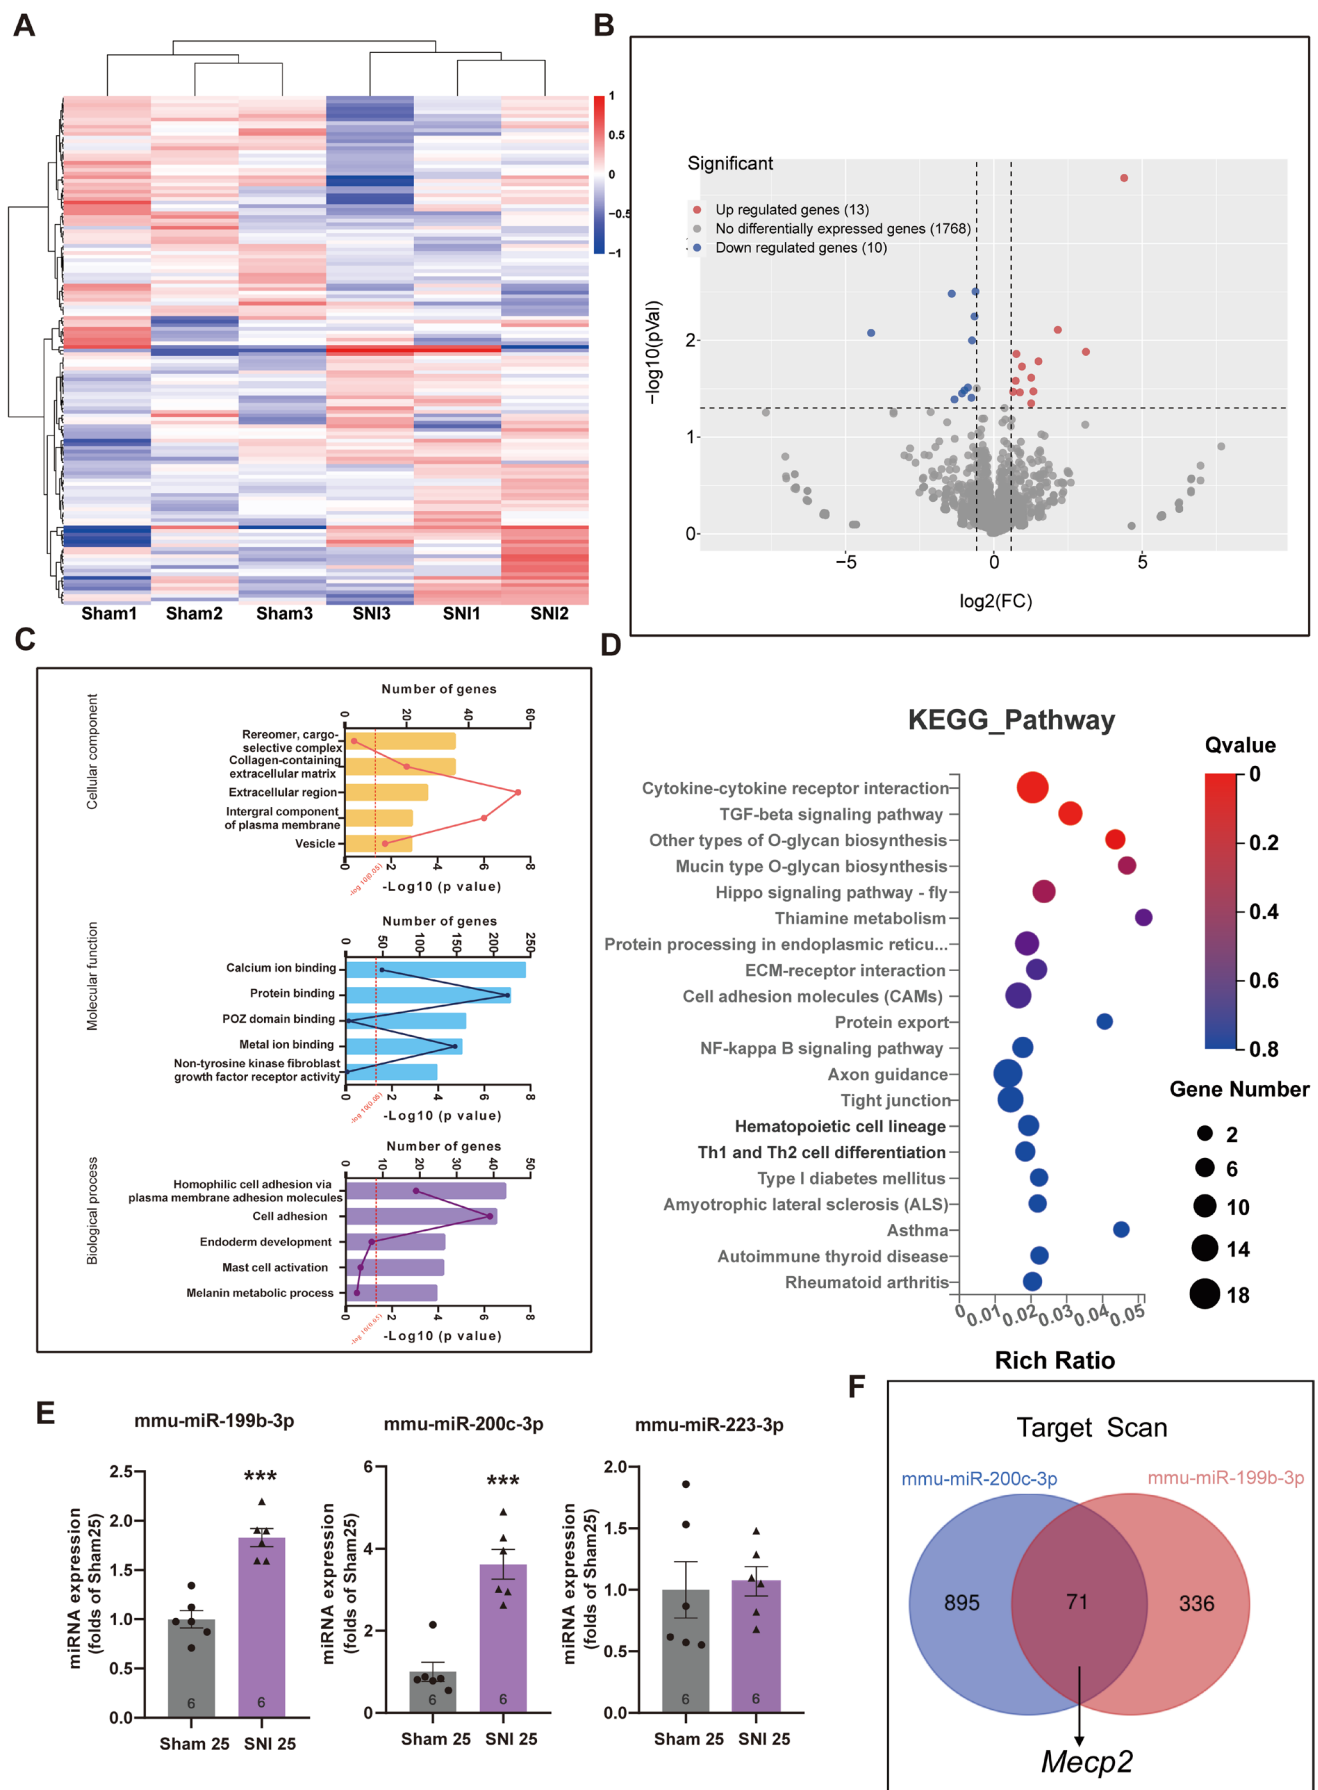 A
1
0.5
0
−0.5
−1
Sham1
Sham2
Sham3
SNI3
SNI1
SNI2
B
Significant
Up regulated genes (13)
No differentially expressed genes (1768)
Down regulated genes (10)
−log10(pVal)
2
1
0
−5
0
5
log2(FC)
C
Cellular component
Number of genes
0
20
40
60
Rereomer, cargo-
selective complex
Collagen-containing
extracellular matrix
Extracellular region
Intergral component
of plasma membrane
Vesicle
0
2
4
6
8
-log 10(0.05)
-Log10 (p value)
Molecular function
Number of genes
0
50
100
150
200
250
Calcium ion binding
Protein binding
POZ domain binding
Metal ion binding
Non-tyrosine kinase fibroblast
growth factor receptor activity
0
2
4
6
8
-log 10(0.05)
-Log10 (p value)
Biological process
Number of genes
0
10
20
30
40
50
Homophilic cell adhesion via
plasma membrane adhesion molecules
Cell adhesion
Endoderm development
Mast cell activation
Melanin metabolic process
0
2
4
6
8
-log 10(0.05)
-Log10 (p value)
D
KEGG_Pathway
Cytokine-cytokine receptor interaction
TGF-beta signaling pathway
Other types of O-glycan biosynthesis
Mucin type O-glycan biosynthesis
Hippo signaling pathway - fly
Thiamine metabolism
Protein processing in endoplasmic reticu...
ECM-receptor interaction
Cell adhesion molecules (CAMs)
Protein export
NF-kappa B signaling pathway
Axon guidance
Tight junction
Hematopoietic cell lineage
Th1 and Th2 cell differentiation
Type I diabetes mellitus
Amyotrophic lateral sclerosis (ALS)
Asthma
Autoimmune thyroid disease
Rheumatoid arthritis
0
0.01
0.02
0.03
0.04
0.05
Rich Ratio
Qvalue
0
0.2
0.4
0.6
0.8
Gene Number
2
6
10
14
18
E
mmu-miR-199b-3p
miRNA expression
(folds of Sham25)
2.5
2.0
1.5
1.0
0.5
0.0
***
6
6
Sham 25
SNI 25
mmu-miR-200c-3p
miRNA expression
(folds of Sham25)
6
4
2
0
***
6
6
Sham 25
SNI 25
mmu-miR-223-3p
miRNA expression
(folds of Sham25)
2.0
1.5
1.0
0.5
0.0
6
6
Sham 25
SNI 25
F
Target Scan
mmu-miR-200c-3p
mmu-miR-199b-3p
895
71
336
Mecp2